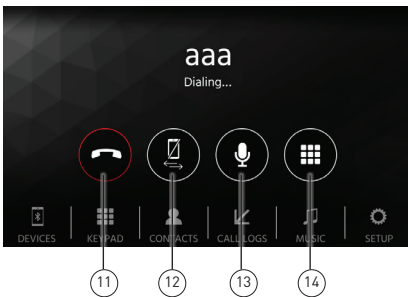 aaa
Dialing...
DEVICES KEYPAD CONTACTS CALL LOGS MUSIC SETUP
11 12 13 14